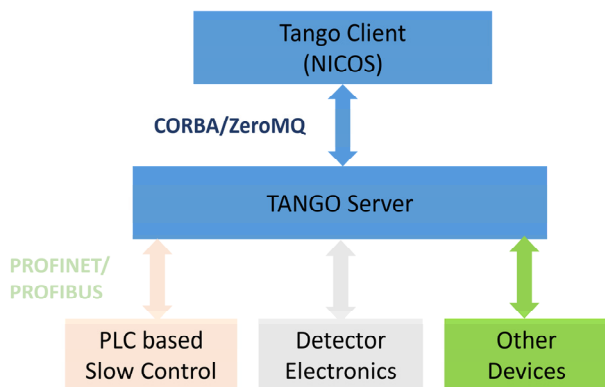 Tango Client
(NICOS)
CORBA/ZeroMQ
TANGO Server
PROFINET/
PROFIBUS
PLC based
Slow Control
Detector
Electronics
Other
Devices